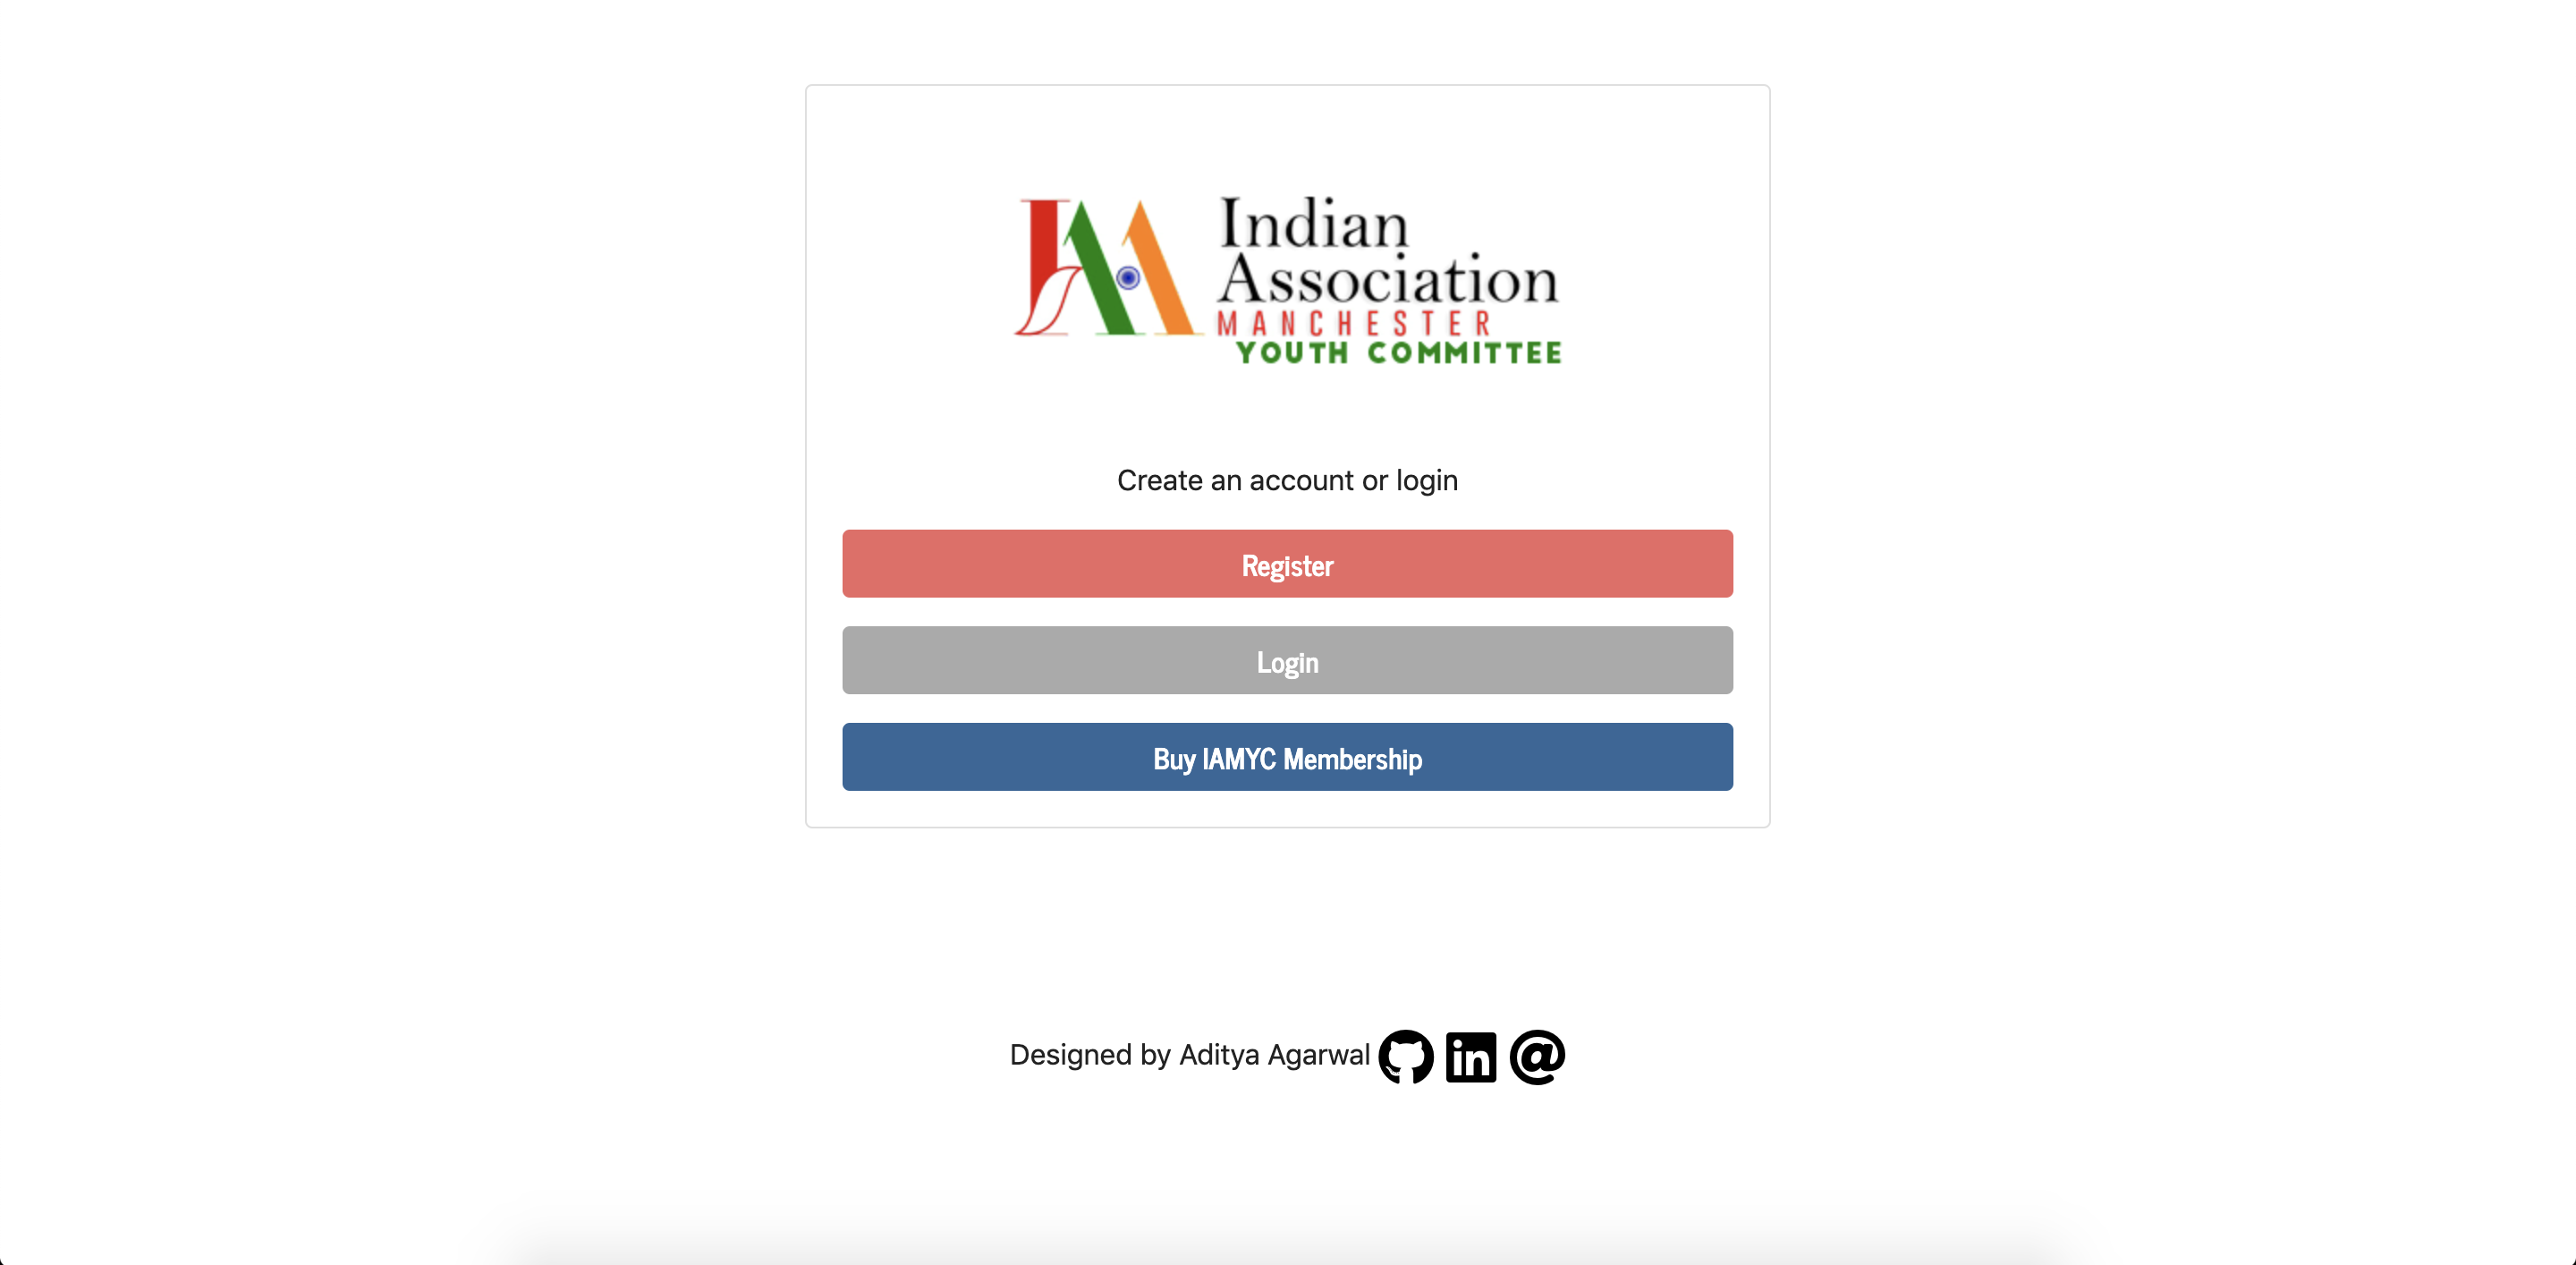 IAM
Indian
Association
MANCHESTER
YOUTH COMMITTEE
Create an account or login
Register
Login
Buy IAMYC Membership
Designed by Aditya Agarwal